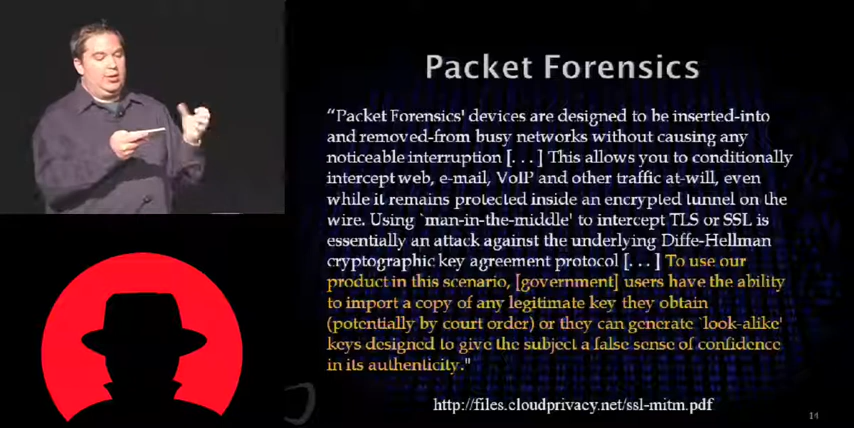 Packet Forensics
“Packet Forensics' devices are designed to be inserted-into
and removed-from busy networks without causing any
noticeable interruption [. . . ] This allows you to conditionally
intercept web, e-mail, VoIP and other traffic at-will, even
while it remains protected inside an encrypted tunnel on the
wire. Using `man-in-the-middle' to intercept TLS or SSL is
essentially an attack against the underlying Diffe-Hellman
cryptographic key agreement protocol [. . . ] To use our
product in this scenario, [government] users have the ability
to import a copy of any legitimate key they obtain
(potentially by court order) or they can generate `look-alike'
keys designed to give the subject a false sense of confidence
in its authenticity."
http://files.cloudprivacy.net/ssl-mitm.pdf
14